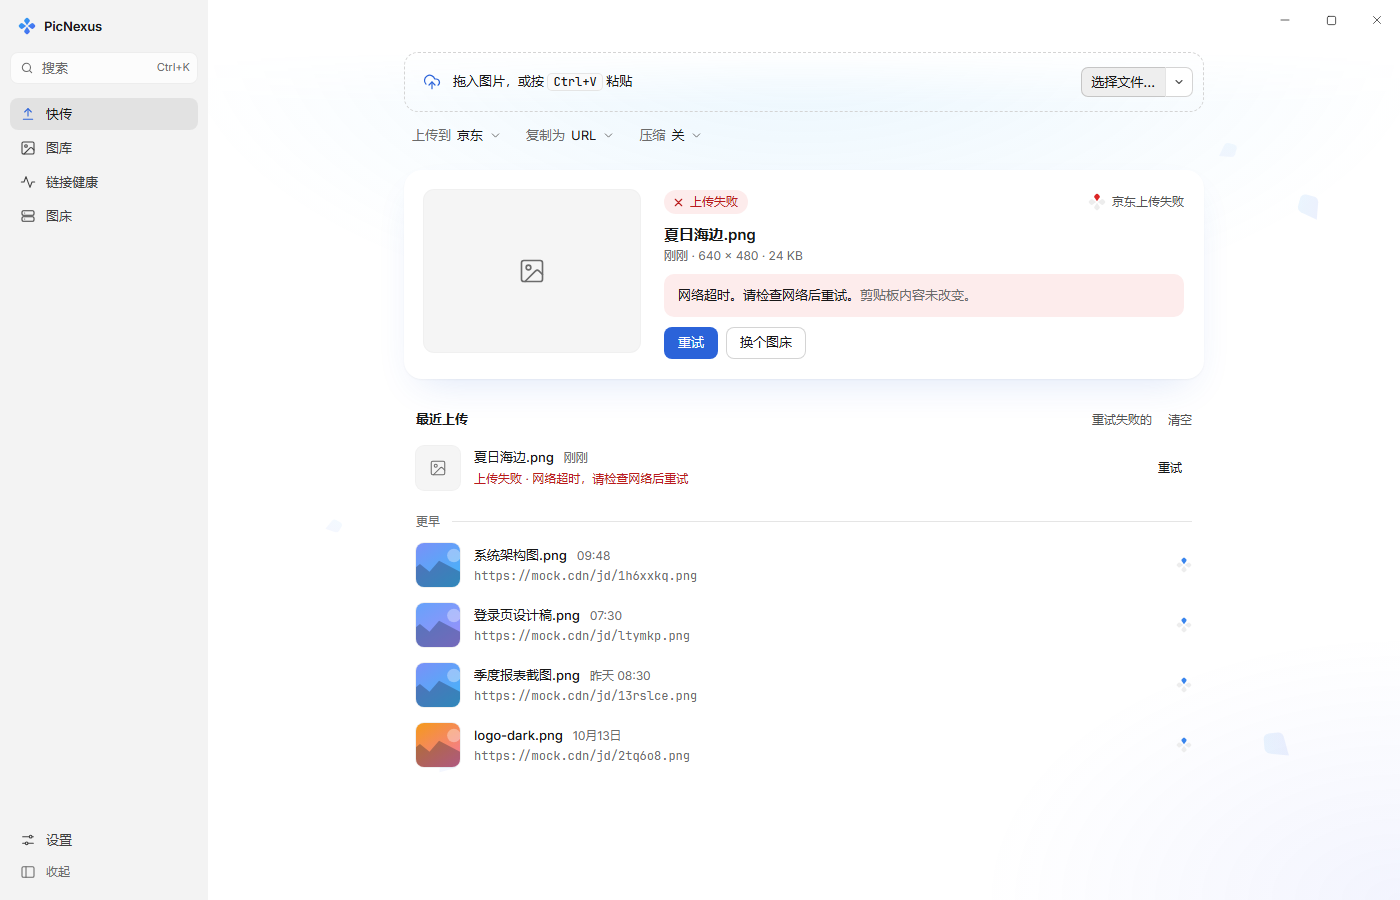 PicNexus
搜索 Ctrl+K
快传
图库
链接健康
图床
设置
收起
拖入图片，或按 Ctrl+V 粘贴
选择文件...
上传到 京东 复制为 URL 压缩 关
上传失败
京东上传失败
夏日海边.png
刚刚 · 640 × 480 · 24 KB
网络超时。请检查网络后重试。剪贴板内容未改变。
重试 换个图床
最近上传
重试失败的 清空
夏日海边.png 刚刚
上传失败 · 网络超时，请检查网络后重试
重试
更早
系统架构图.png 09:48
https://mock.cdn/jd/1h6xxkq.png
登录页设计稿.png 07:30
https://mock.cdn/jd/ltymkp.png
季度报表截图.png 昨天 08:30
https://mock.cdn/jd/13rslce.png
logo-dark.png 10月13日
https://mock.cdn/jd/2tq6o8.png